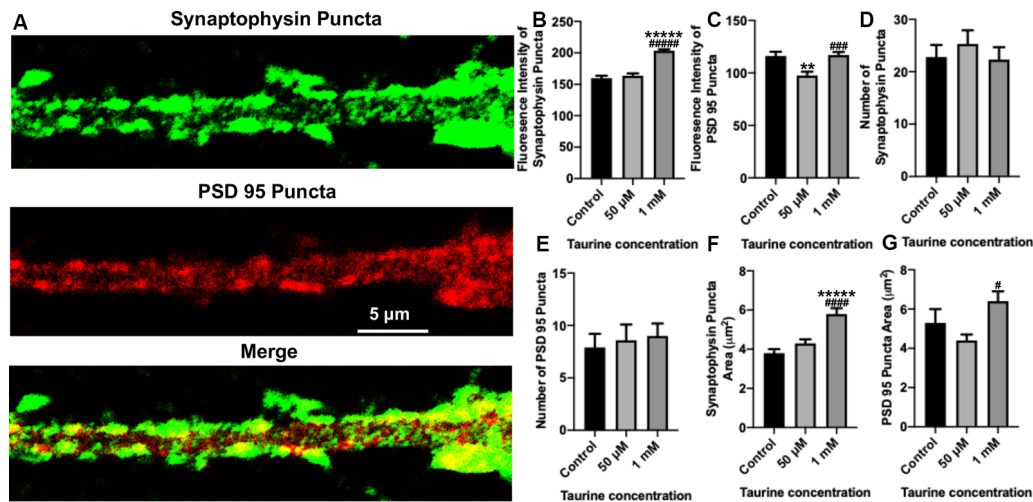 A
Synaptophysin Puncta
PSD 95 Puncta
5 µm
Merge
B
Fluoresence Intensity of
Synaptophysin Puncta
250
200
150
100
50
0
*****
#####
Control
50 µM
1 mM
Taurine concentration
C
Fluoresence Intensity of
PSD 95 Puncta
150
100
50
0
**
###
Control
50 µM
1 mM
Taurine concentration
D
Number of
Synaptophysin Puncta
40
30
20
10
0
Control
50 µM
1 mM
Taurine concentration
E
Number of PSD 95 Puncta
15
10
5
0
Control
50 µM
1 mM
Taurine concentration
F
Synaptophysin Puncta
Area (µm²)
8
6
4
2
0
*****
####
Control
50 µM
1 mM
Taurine concentration
G
PSD 95 Puncta Area (µm²)
8
6
4
2
0
#
Control
50 µM
1 mM
Taurine concentration